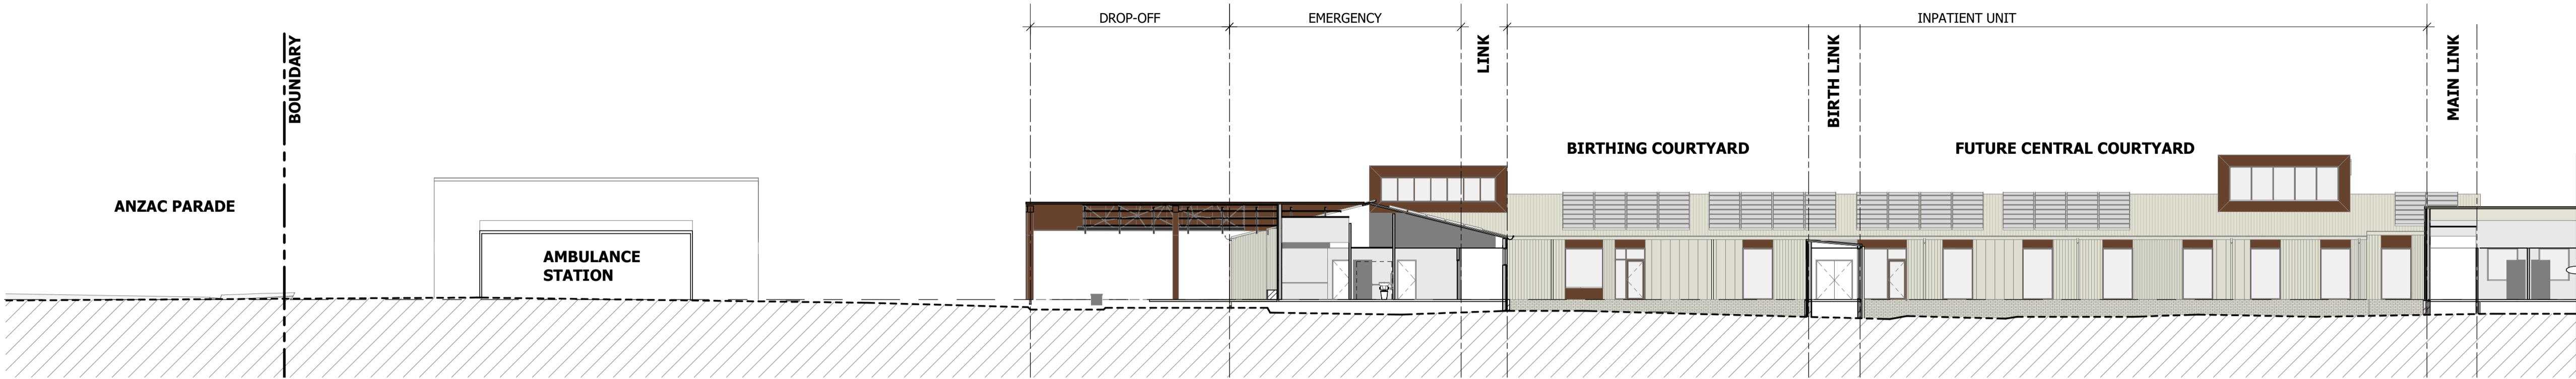 DROP-OFF
EMERGENCY
INPATIENT UNIT
BOUNDARY
LINK
BIRTH LINK
MAIN LINK
BIRTHING COURTYARD
FUTURE CENTRAL COURTYARD
ANZAC PARADE
AMBULANCE
STATION